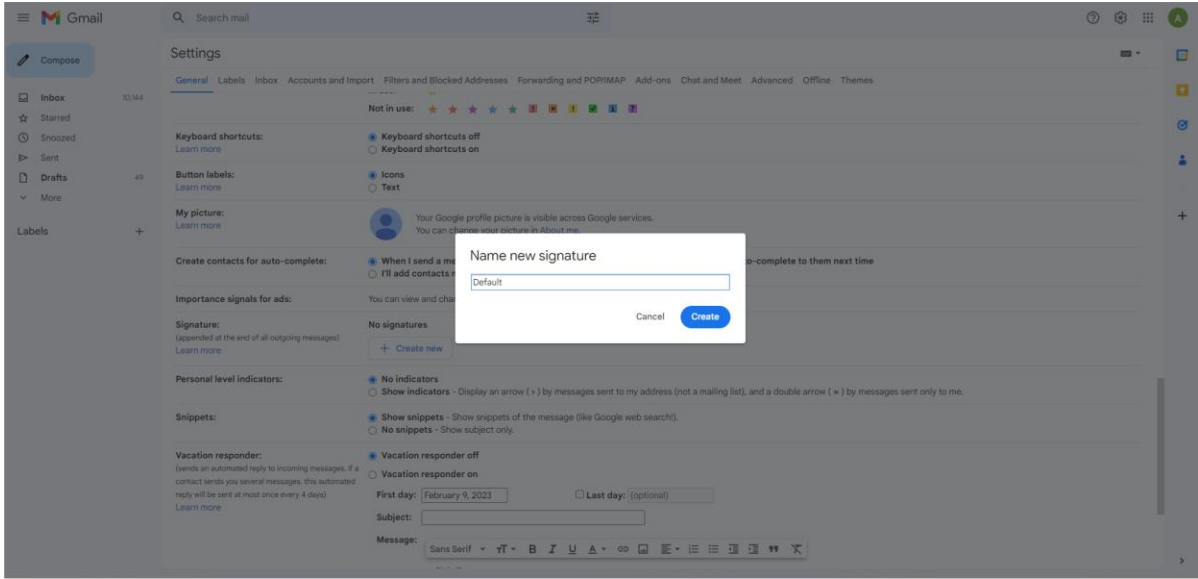 Gmail
Search mail
A
Compose
Inbox 10,144
Starred
Snoozed
Sent
Drafts 49
More
Labels
Settings
General Labels Inbox Accounts and Import Filters and Blocked Addresses Forwarding and POP/IMAP Add-ons Chat and Meet Advanced Offline Themes
Not in use:
Keyboard shortcuts:
Learn more
Keyboard shortcuts off
Keyboard shortcuts on
Button labels:
Learn more
Icons
Text
My picture:
Learn more
Your Google profile picture is visible across Google services.
You can change your picture in About me.
Create contacts for auto-complete:
When I send a me
o-complete to them next time
I'll add contacts
Name new signature
Default
Cancel Create
Importance signals for ads:
You can view and cha
Signature:
(appended at the end of all outgoing messages)
Learn more
No signatures
+ Create new
Personal level indicators:
No indicators
Show indicators - Display an arrow ( › ) by messages sent to my address (not a mailing list), and a double arrow ( » ) by messages sent only to me.
Snippets:
Show snippets - Show snippets of the message (like Google web search!).
No snippets - Show subject only.
Vacation responder:
(sends an automated reply to incoming messages. If a
contact sends you several messages, this automated
reply will be sent at most once every 4 days)
Learn more
Vacation responder off
Vacation responder on
First day: February 9, 2023 Last day: (optional)
Subject:
Message:
Sans Serif